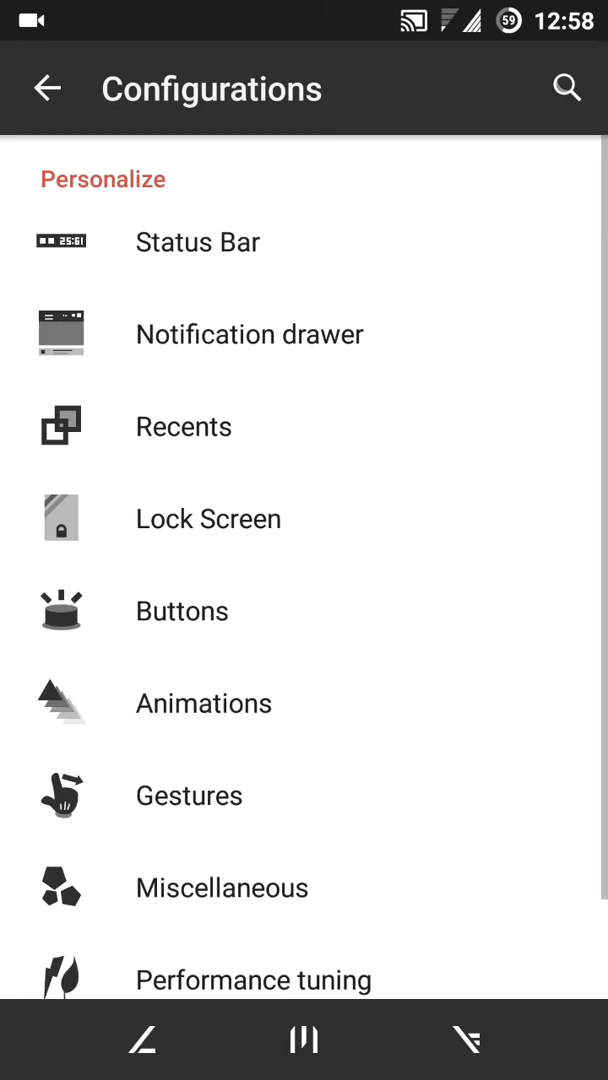 59 12:58
Configurations
Personalize
25:61
Status Bar
Notification drawer
Recents
Lock Screen
Buttons
Animations
Gestures
Miscellaneous
Performance tuning